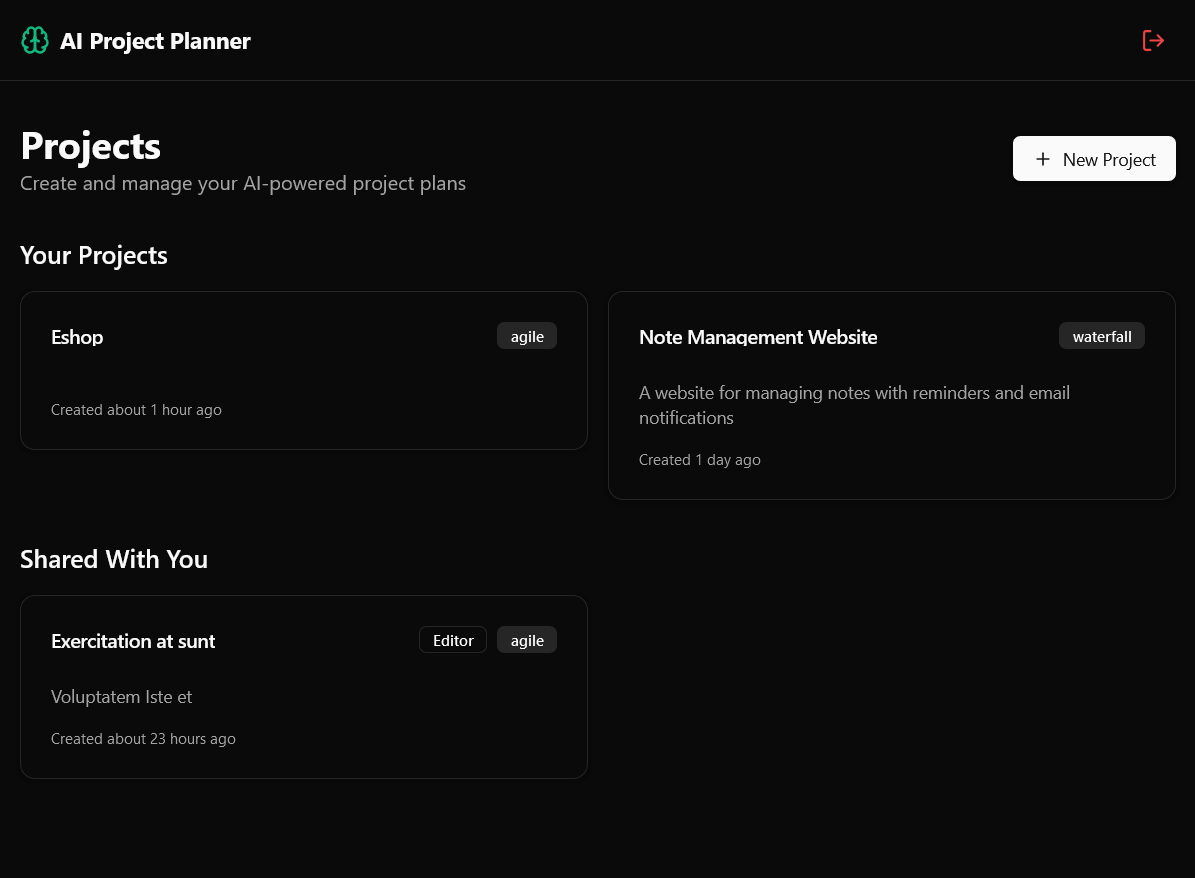 AI Project Planner
Projects
Create and manage your AI-powered project plans
New Project
Your Projects
Eshop
agile
Created about 1 hour ago
Note Management Website
waterfall
A website for managing notes with reminders and email
notifications
Created 1 day ago
Shared With You
Exercitation at sunt
Editor
agile
Voluptatem Iste et
Created about 23 hours ago